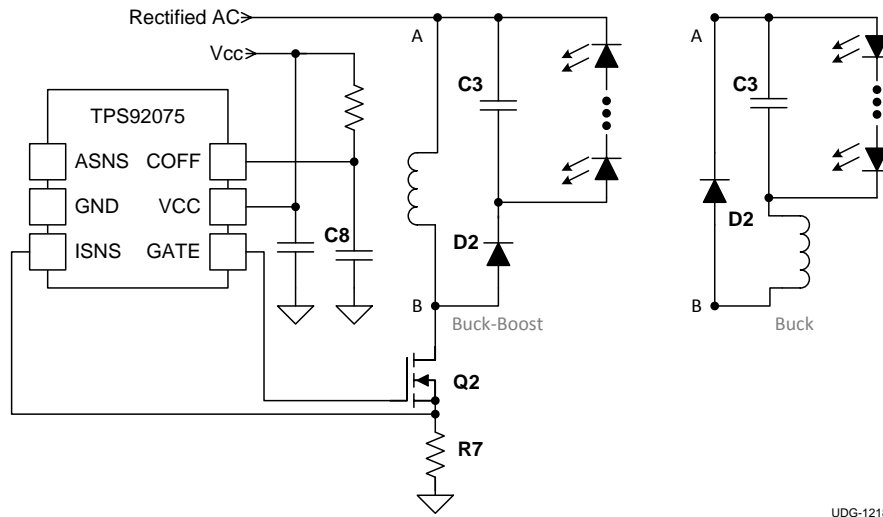 Rectified AC
A
A
Vcc
C3
C3
TPS92075
ASNS
COFF
GND
VCC
C8
D2
D2
ISNS
GATE
B
Buck-Boost
B
Buck
Q2
R7